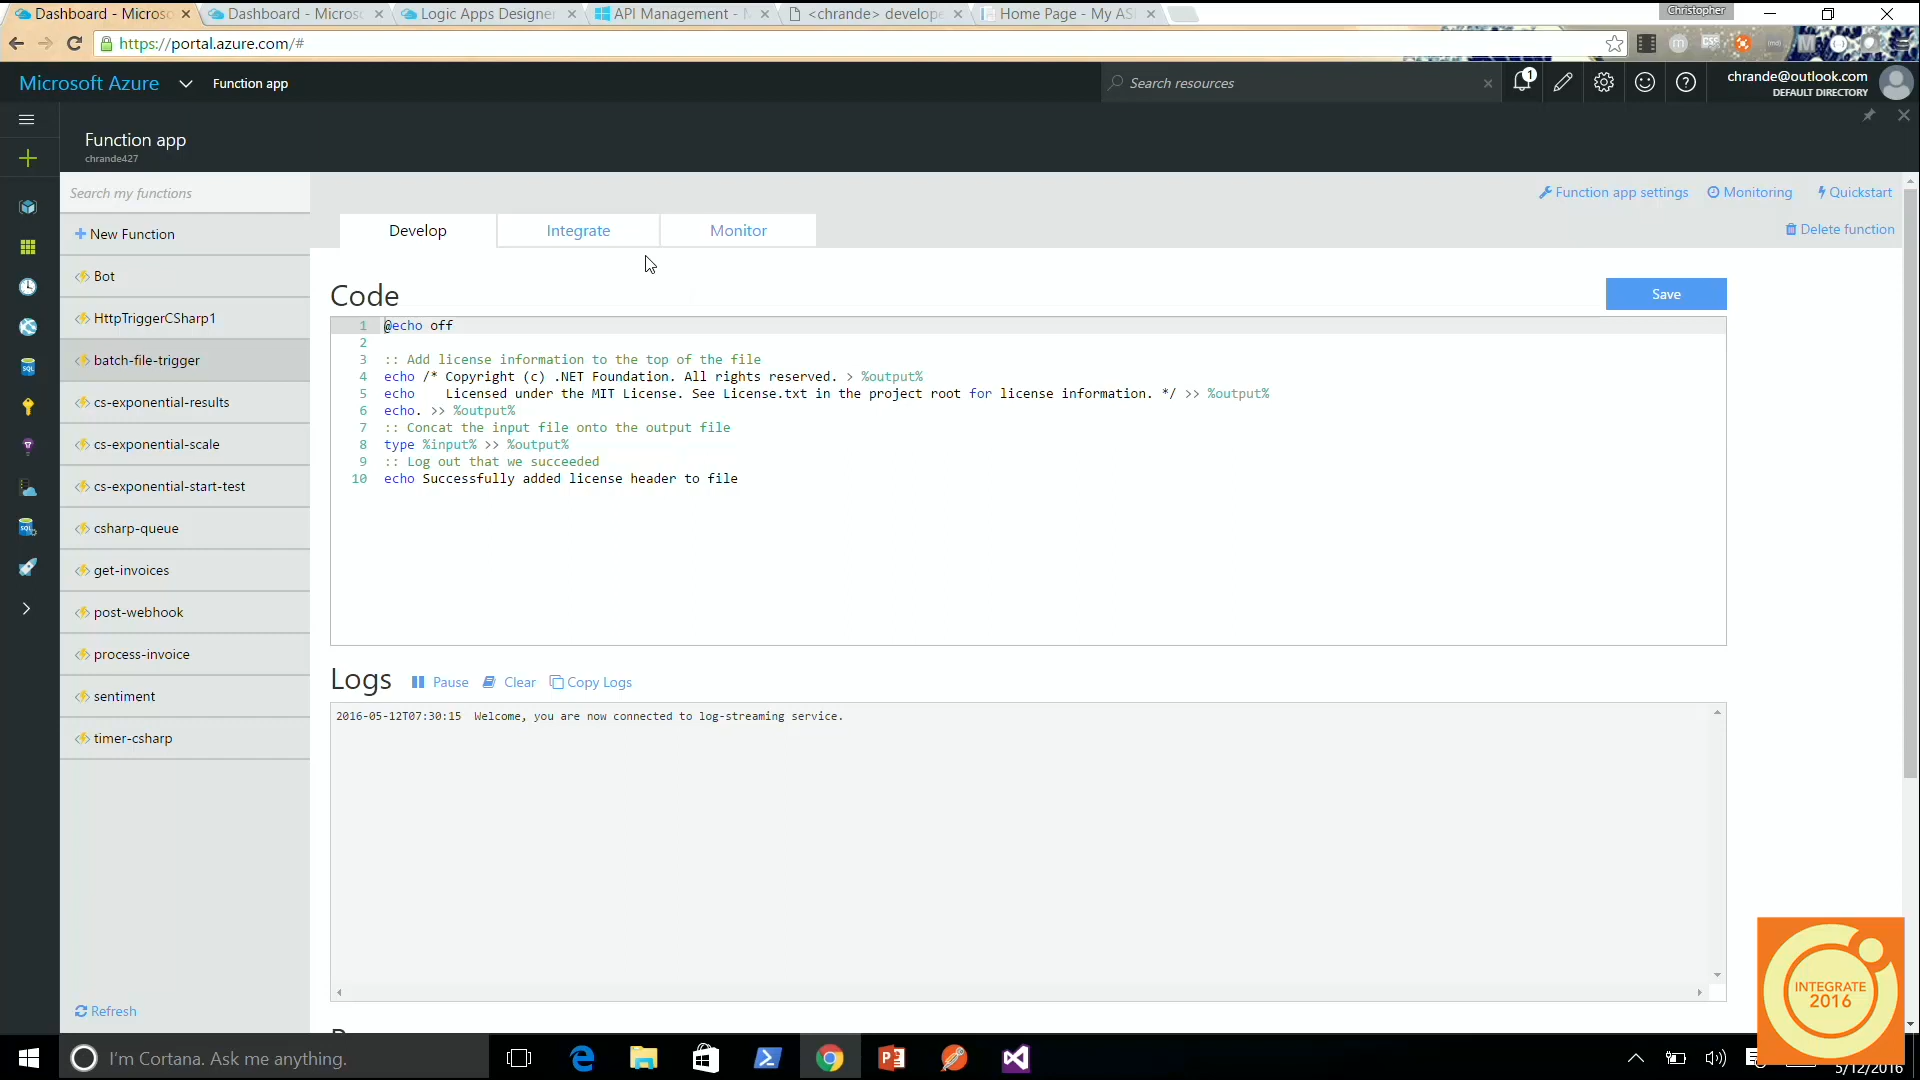 Dashboard - Microso
Dashboard - Microso
Logic Apps Designer
API Management -
<chrande> develope
Home Page - My AS
Christopher
https://portal.azure.com/#
Microsoft Azure
Function app
Search resources
1
chrande@outlook.com
DEFAULT DIRECTORY
Function app
chrande427
Search my functions
Function app settings
Monitoring
Quickstart
New Function
Develop
Integrate
Monitor
Delete function
Bot
HttpTriggerCSharp1
batch-file-trigger
cs-exponential-results
cs-exponential-scale
cs-exponential-start-test
csharp-queue
get-invoices
post-webhook
process-invoice
sentiment
timer-csharp
Refresh
Code
Save
1 @echo off
2
3 :: Add license information to the top of the file
4 echo /* Copyright (c) .NET Foundation. All rights reserved. > %output%
5 echo    Licensed under the MIT License. See License.txt in the project root for license information. */ >> %output%
6 echo. >> %output%
7 :: Concat the input file onto the output file
8 type %input% >> %output%
9 :: Log out that we succeeded
10 echo Successfully added license header to file
Logs
Pause
Clear
Copy Logs
2016-05-12T07:30:15  Welcome, you are now connected to log-streaming service.
INTEGRATE
2016
I'm Cortana. Ask me anything.
5/12/2016